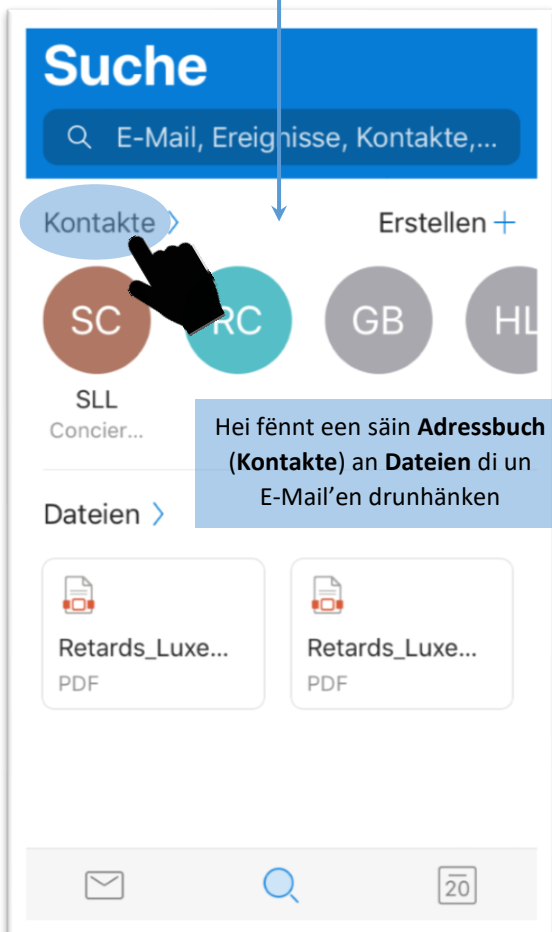 Suche
E-Mail, Ereignisse, Kontakte,...
Kontakte
Erstellen +
SC
RC
GB
HL
SLL
Concier...
Hei fënnt een säin Adressbuch
(Kontakte) an Dateien di un
E-Mail’en drunhänken
Dateien
Retards_Luxe...
PDF
Retards_Luxe...
PDF
20